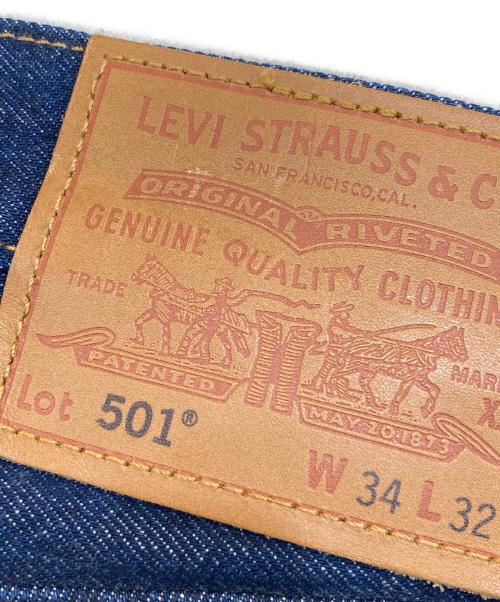 LEVI STRAUSS & C
SAN FRANCISCO, CAL.
ORIGINAL RIVETED
GENUINE QUALITY CLOTHIN
TRADE MAR
PATENTED MAY 20 1873
X
Lot 501®
W 34 L 32